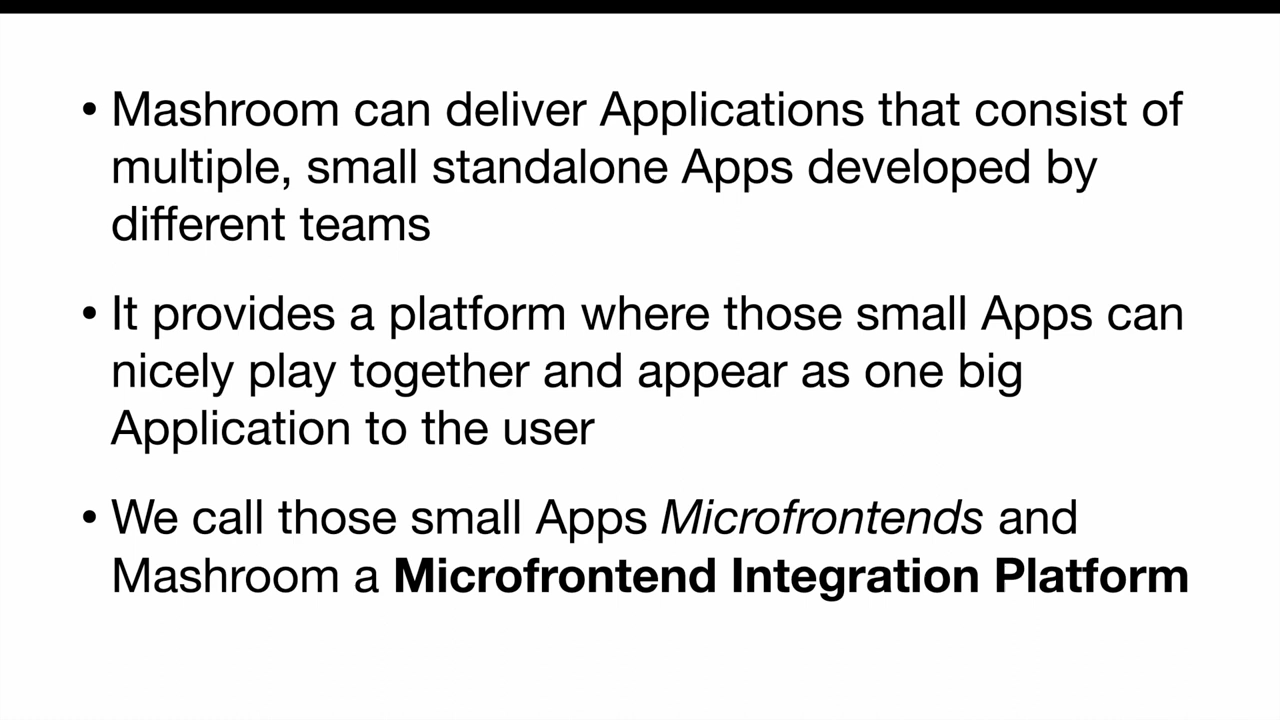 • Mashroom can deliver Applications that consist of
multiple, small standalone Apps developed by
different teams
• It provides a platform where those small Apps can
nicely play together and appear as one big
Application to the user
• We call those small Apps Microfrontends and
Mashroom a Microfrontend Integration Platform